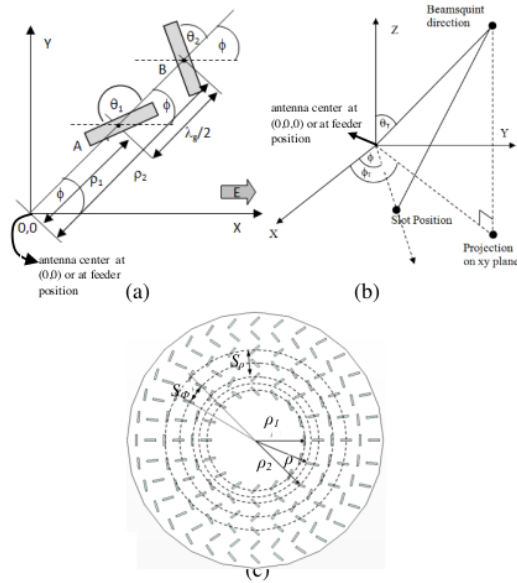 Y
θ₂
ϕ
B
θ₁
A
ϕ
λg/2
ϕ
ρ₁
ρ₂
E
0,0
X
antenna center at
(0,0) or at feeder
position
(a)
Beamsquint
direction
Z
antenna center at
(0,0,0) or at feeder
position
θT
Y
ϕ
ϕT
X
Slot Position
Projection
on xy plane
(b)
Sρ
SΦ
ρ1
ρ2
ρ
(c)